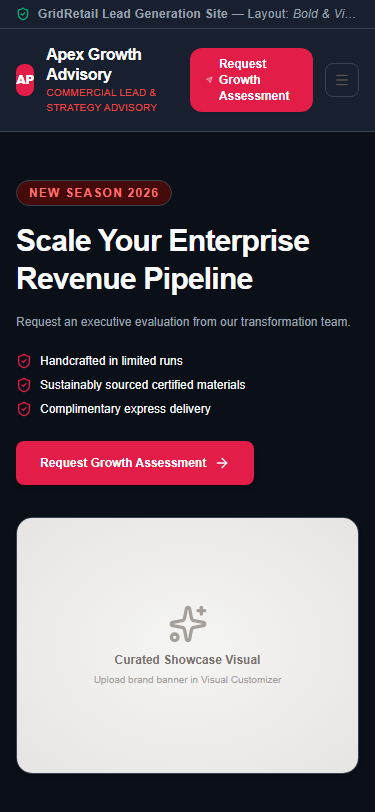 GridRetail Lead Generation Site — Layout: Bold & Vi...
AP
Apex Growth
Advisory
COMMERCIAL LEAD &
STRATEGY ADVISORY
Request
Growth
Assessment
NEW SEASON 2026
Scale Your Enterprise
Revenue Pipeline
Request an executive evaluation from our transformation team.
Handcrafted in limited runs
Sustainably sourced certified materials
Complimentary express delivery
Request Growth Assessment
Curated Showcase Visual
Upload brand banner in Visual Customizer